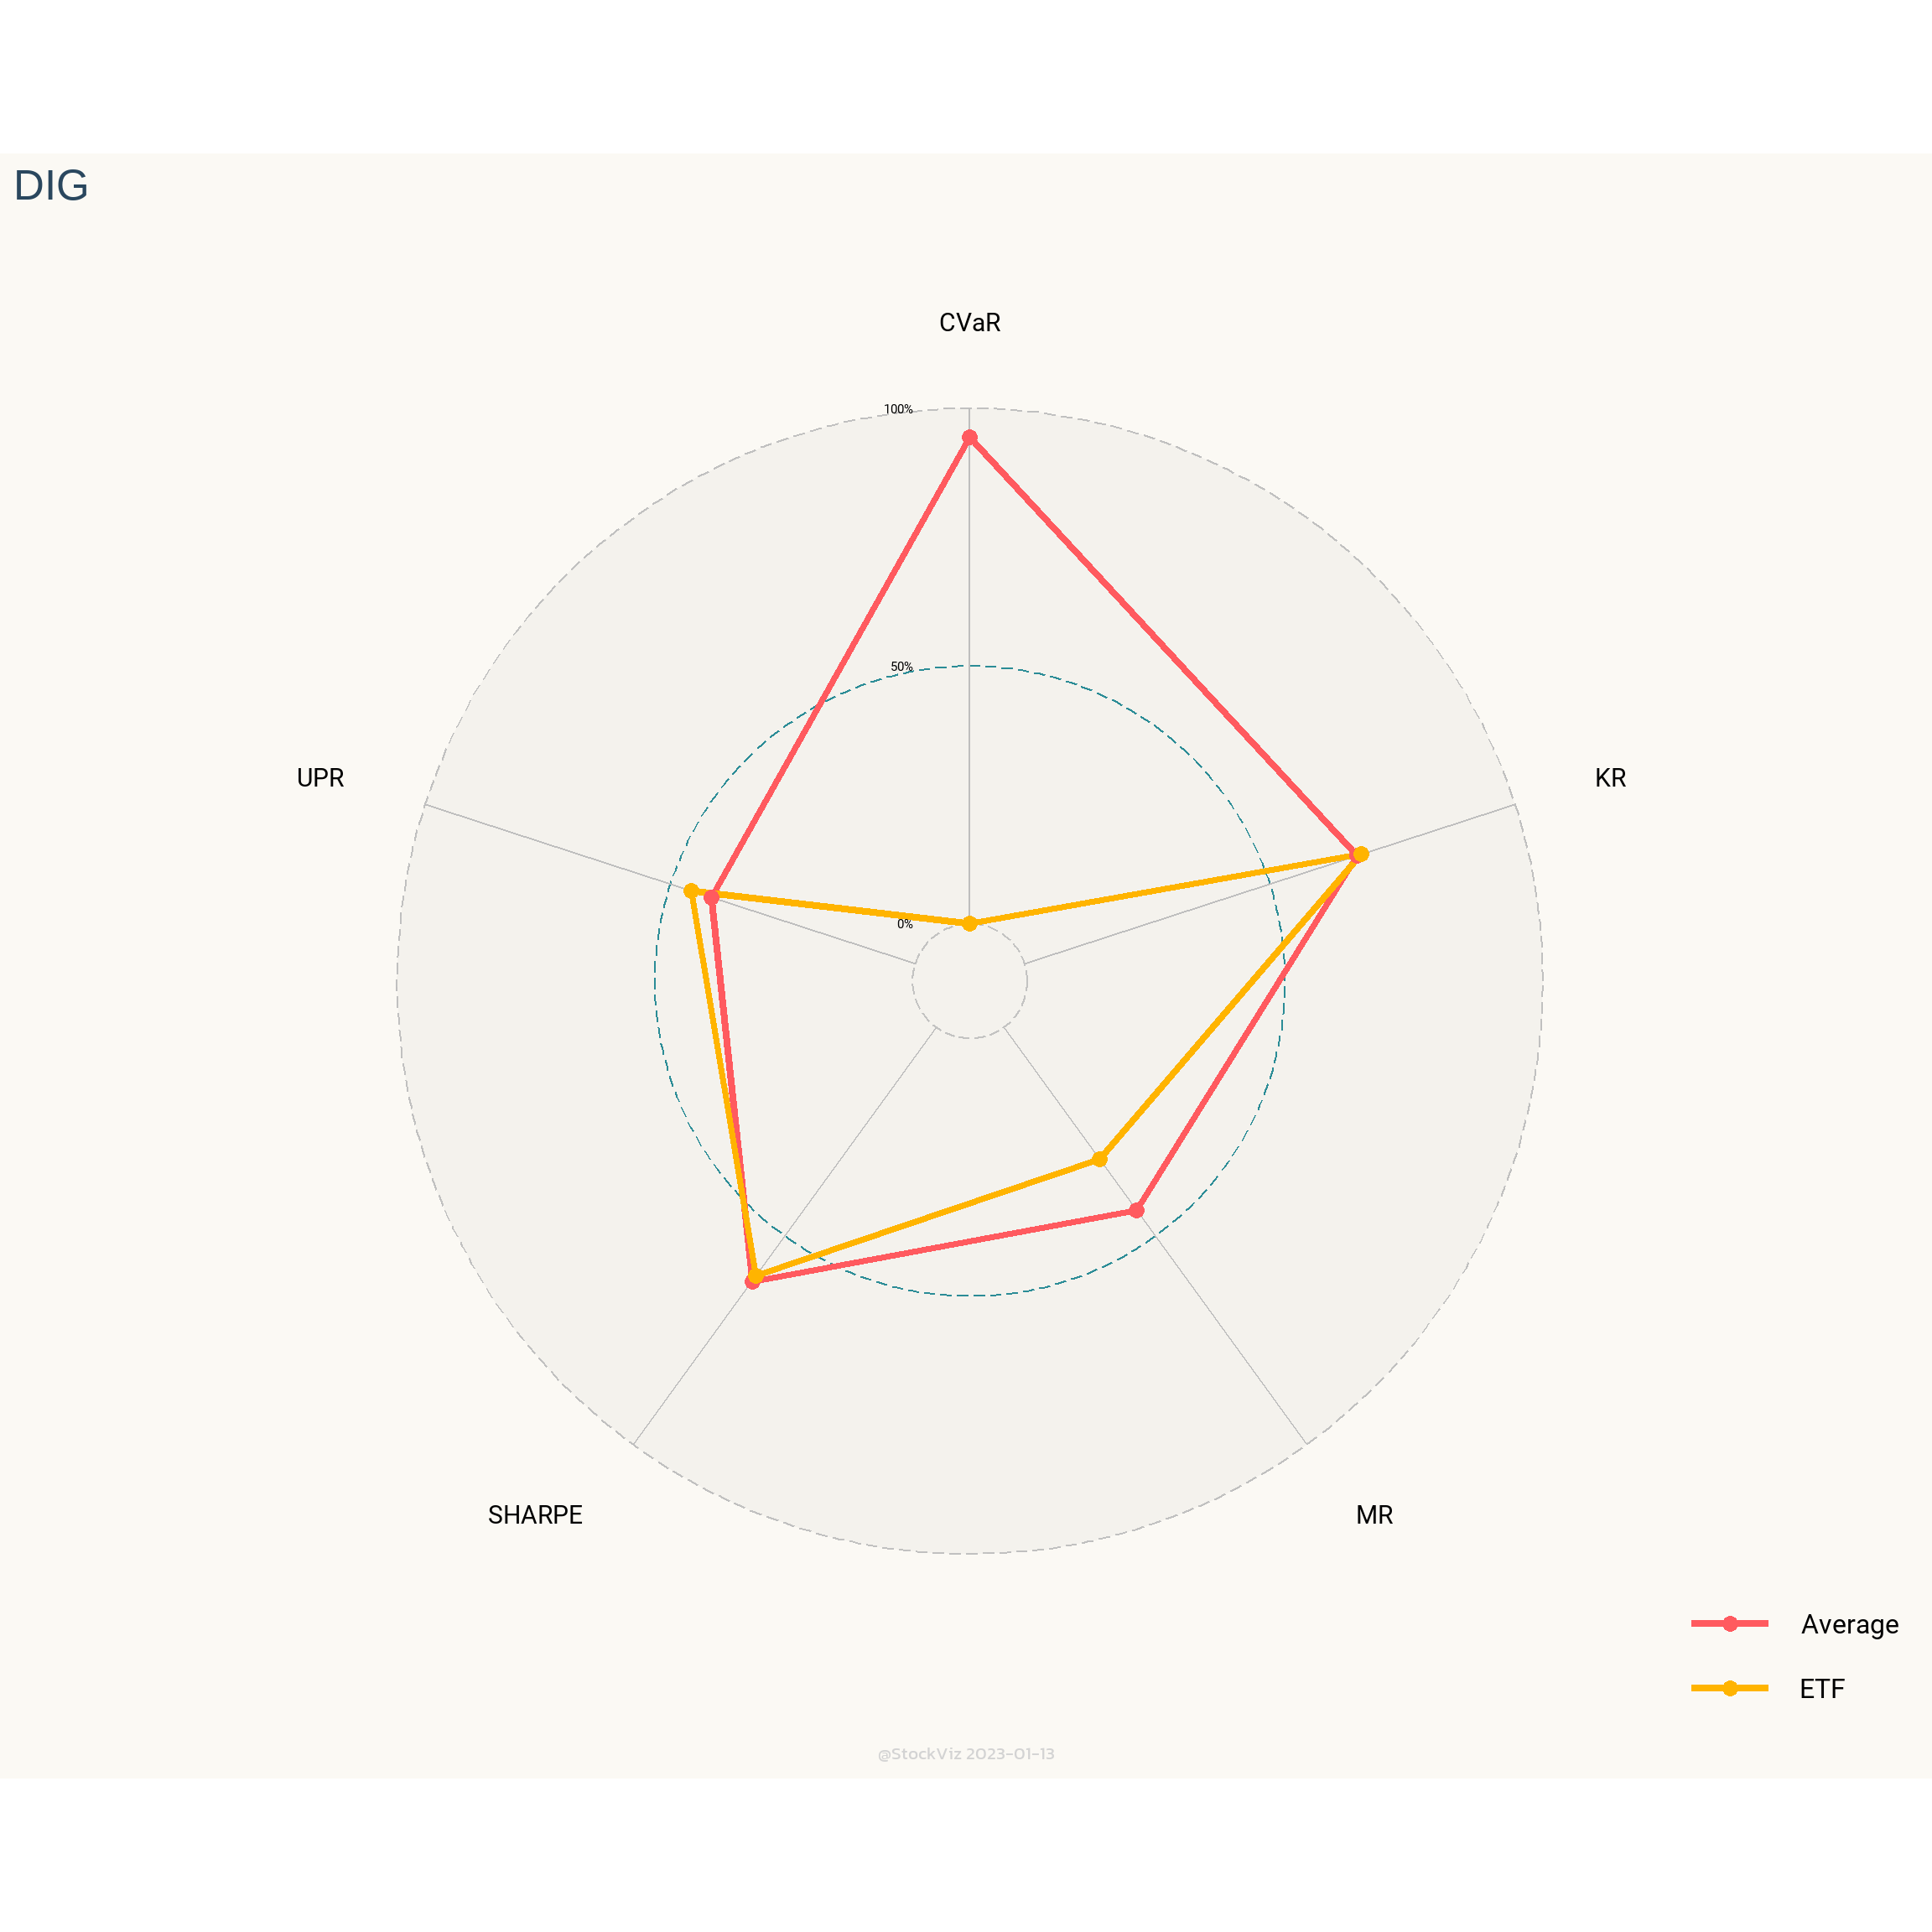 DIG
CVaR
100%
50%
UPR
KR
0%
SHARPE
MR
Average
ETF
@StockViz 2023-01-13